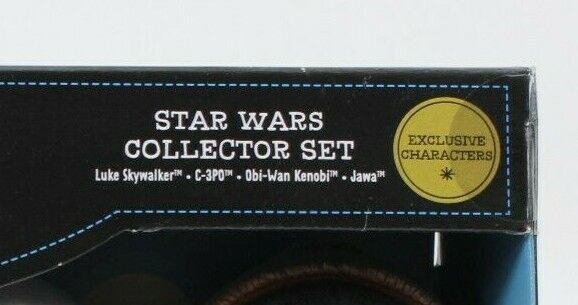 STAR WARS
COLLECTOR SET
Luke Skywalker™ • C-3PO™ • Obi-Wan Kenobi™ • Jawa™
EXCLUSIVE
CHARACTERS
*